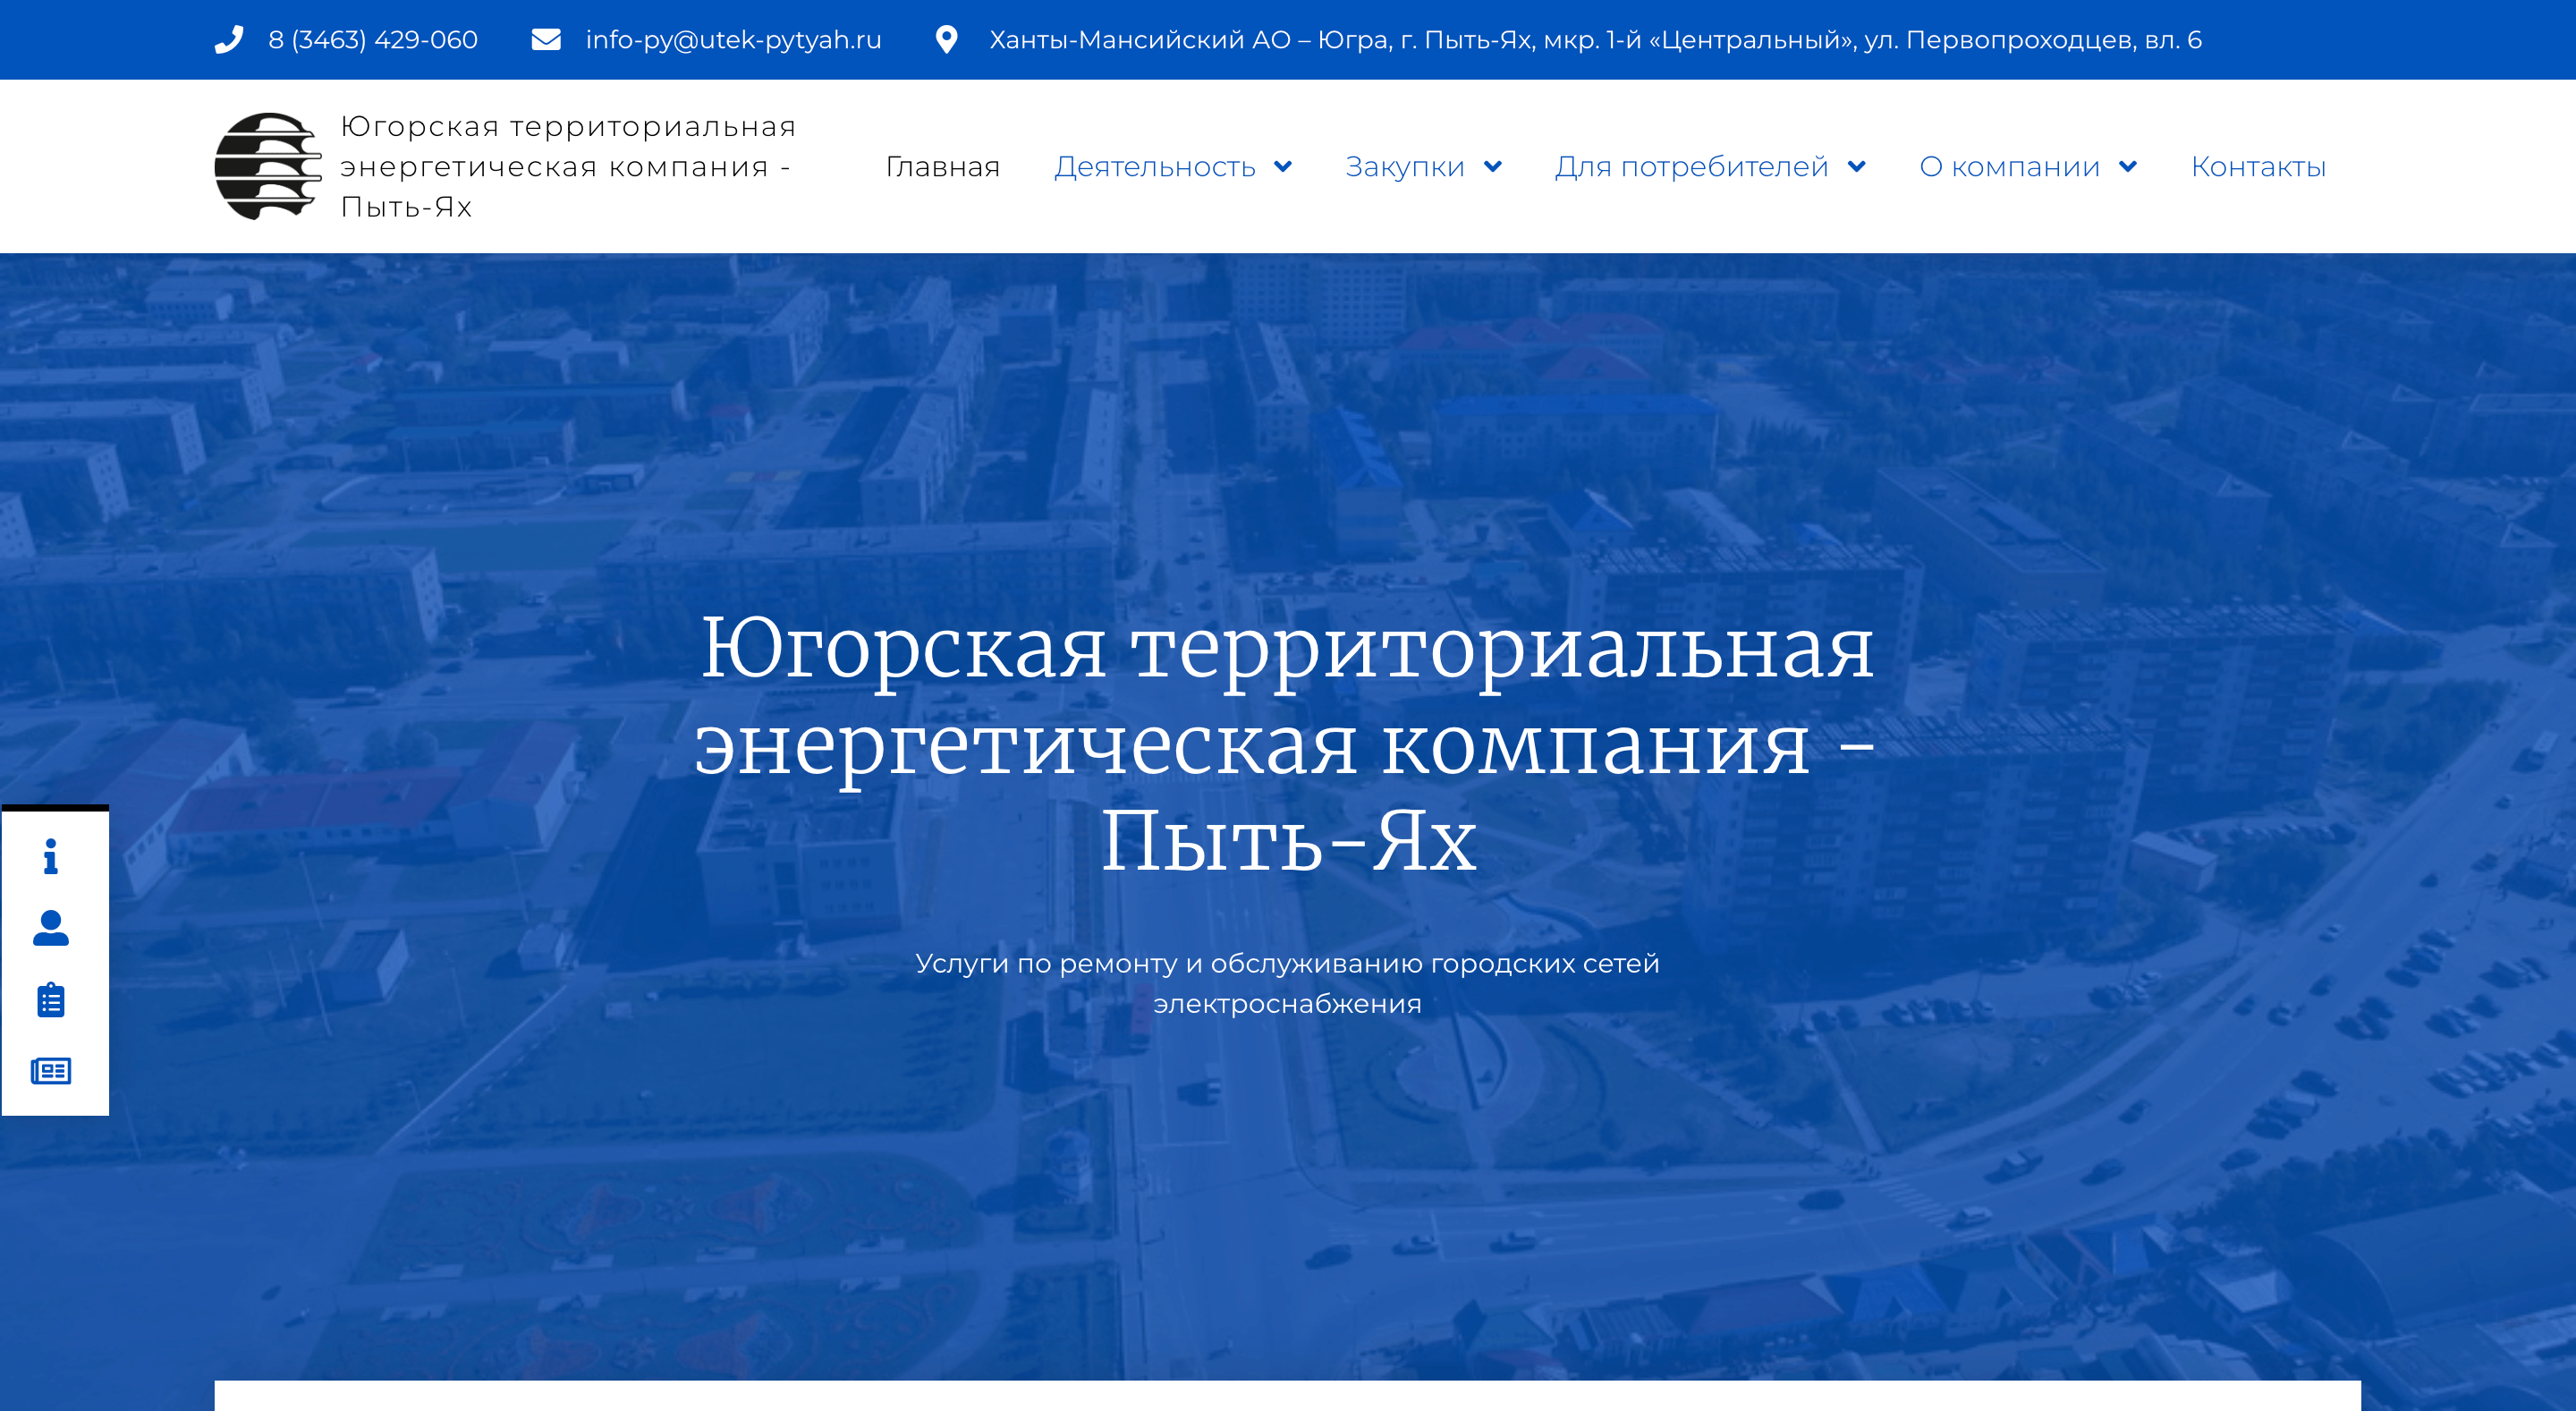 8 (3463) 429-060
info-py@utek-pytyah.ru
Ханты-Мансийский АО – Югра, г. Пыть-Ях, мкр. 1-й «Центральный», ул. Первопроходцев, вл. 6
Югорская территориальная
энергетическая компания -
Пыть-Ях
Главная
Деятельность
Закупки
Для потребителей
О компании
Контакты
Югорская территориальная
энергетическая компания -
Пыть-Ях
Услуги по ремонту и обслуживанию городских сетей
электроснабжения